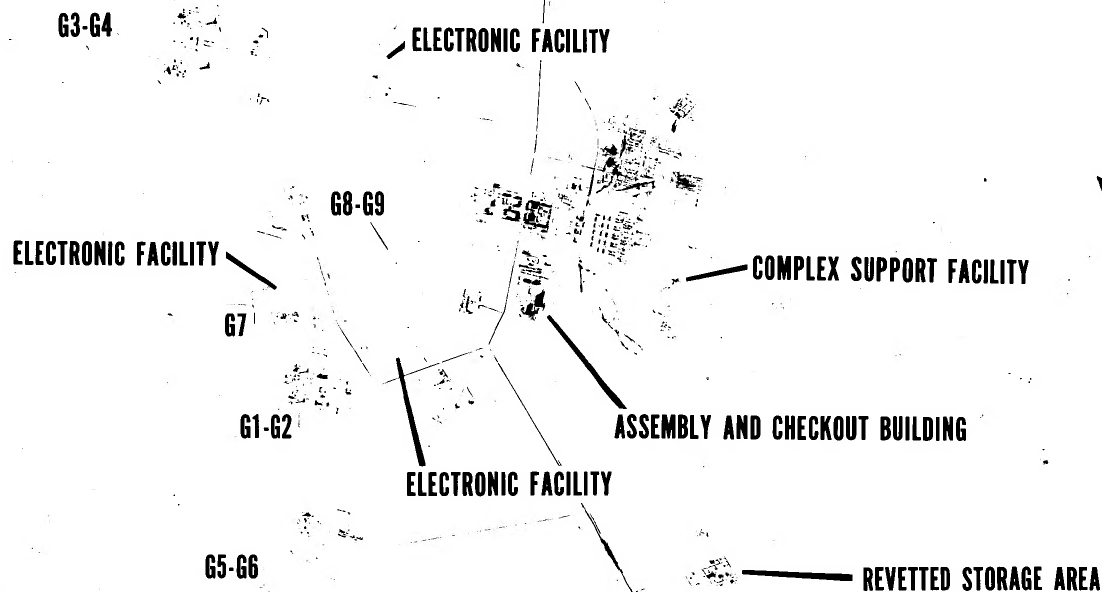 G3-G4
ELECTRONIC FACILITY
G8-G9
ELECTRONIC FACILITY
COMPLEX SUPPORT FACILITY
G7
G1-G2
ASSEMBLY AND CHECKOUT BUILDING
ELECTRONIC FACILITY
G5-G6
REVETTED STORAGE AREA